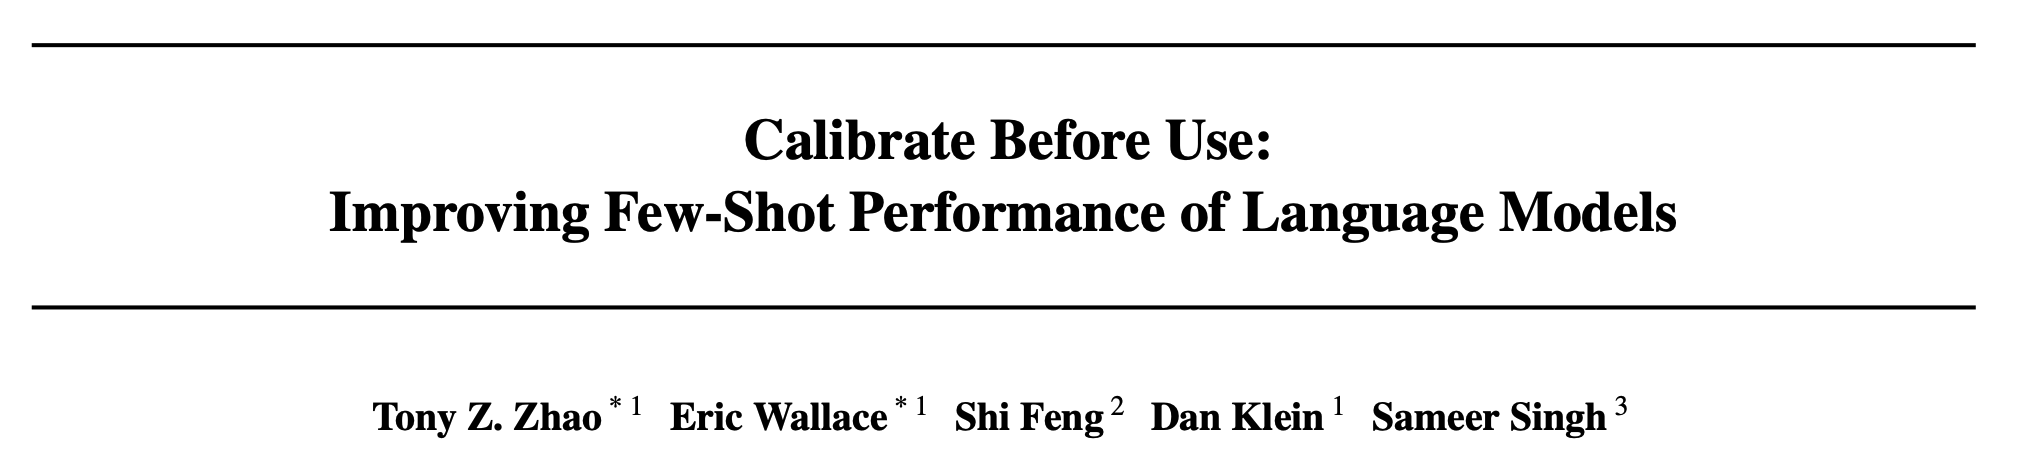 Calibrate Before Use:
Improving Few-Shot Performance of Language Models
Tony Z. Zhao * 1 Eric Wallace * 1 Shi Feng 2 Dan Klein 1 Sameer Singh 3